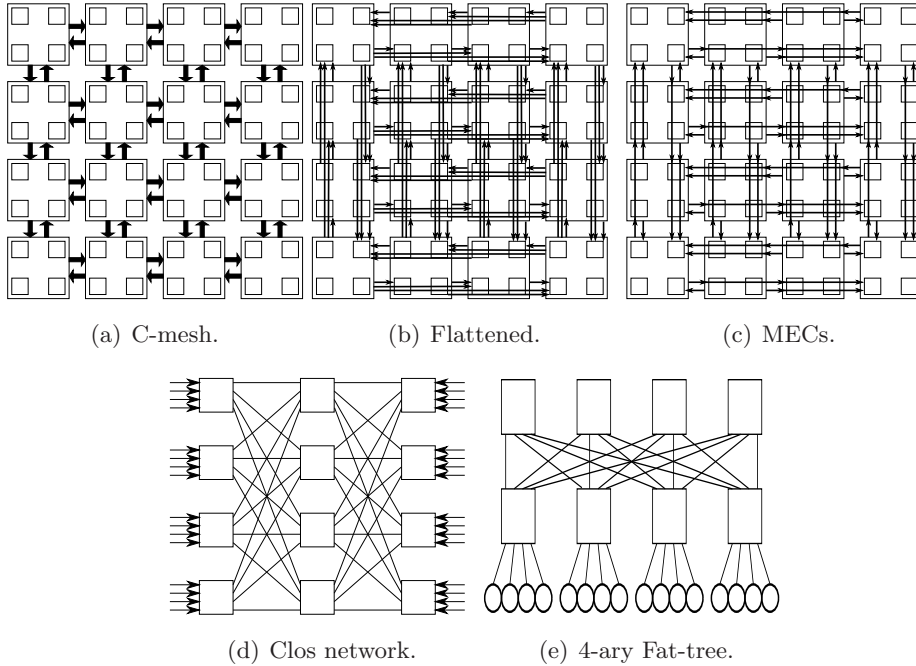 (a) C-mesh.
(b) Flattened.
(c) MECs.
(d) Clos network.
(e) 4-ary Fat-tree.